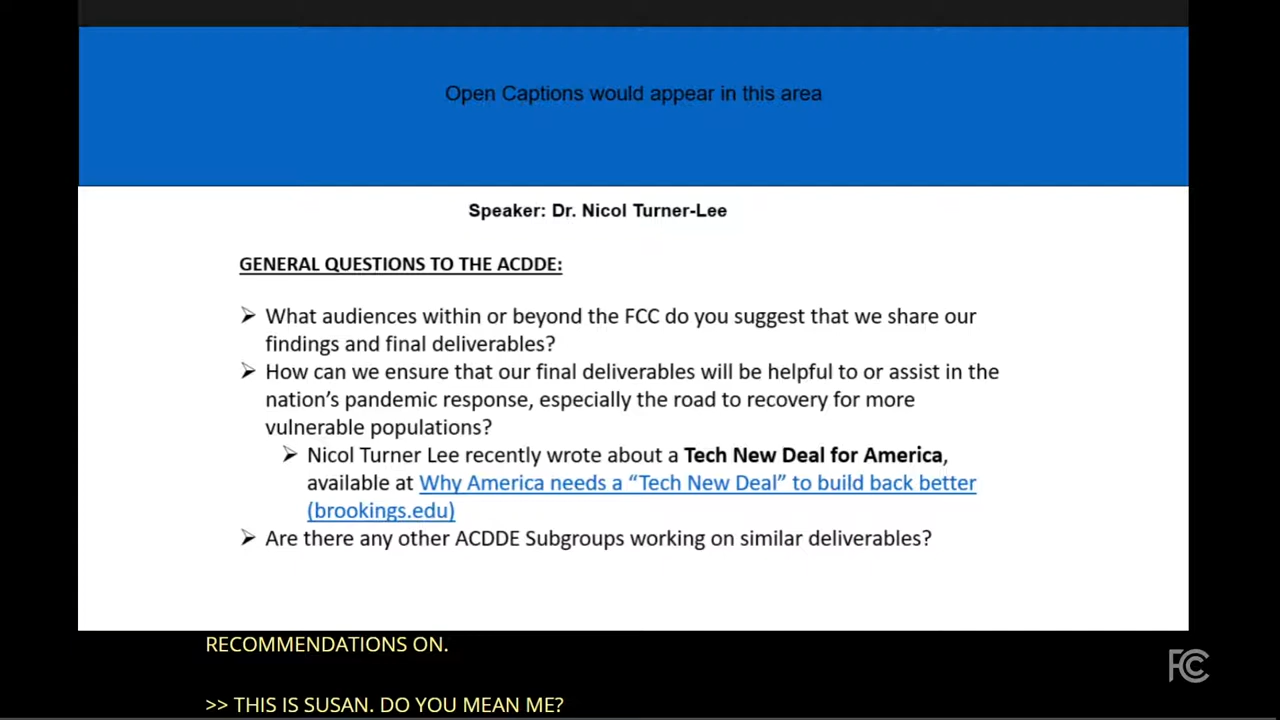 Open Captions would appear in this area
Speaker: Dr. Nicol Turner-Lee
GENERAL QUESTIONS TO THE ACDDE:
What audiences within or beyond the FCC do you suggest that we share our
findings and final deliverables?
How can we ensure that our final deliverables will be helpful to or assist in the
nation's pandemic response, especially the road to recovery for more
vulnerable populations?
Nicol Turner Lee recently wrote about a Tech New Deal for America,
available at Why America needs a “Tech New Deal” to build back better
(brookings.edu)
Are there any other ACDDE Subgroups working on similar deliverables?
RECOMMENDATIONS ON.
FCC
>> THIS IS SUSAN. DO YOU MEAN ME?